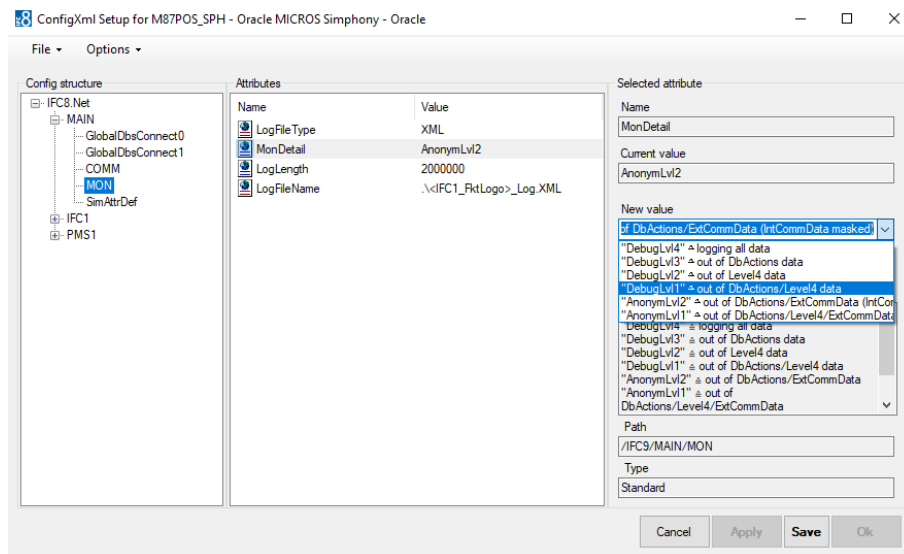 ConfigXml Setup for M87POS_SPH - Oracle MICROS Simphony - Oracle
File Options
Config structure
IFC8.Net
MAIN
GlobalDbsConnect0
GlobalDbsConnect1
COMM
MON
SimAttrDef
IFC1
PMS1
Attributes
Name Value
LogFileType XML
MonDetail AnonymLvl2
LogLength 2000000
LogFileName .\<IFC1_FktLogo>_Log.XML
Selected attribute
Name
MonDetail
Current value
AnonymLvl2
New value
of DbActions/ExtCommData (IntCommData masked)
"DebugLvl4" ≙ logging all data
"DebugLvl3" ≙ out of DbActions data
"DebugLvl2" ≙ out of Level4 data
"DebugLvl1" ≙ out of DbActions/Level4 data
"AnonymLvl2" ≙ out of DbActions/ExtCommData (IntCor
"AnonymLvl1" ≙ out of DbActions/Level4/ExtCommData
"DebugLvl4" ≙ logging all data
"DebugLvl3" ≙ out of DbActions data
"DebugLvl2" ≙ out of Level4 data
"DebugLvl1" ≙ out of DbActions/Level4 data
"AnonymLvl2" ≙ out of DbActions/ExtCommData
"AnonymLvl1" ≙ out of
DbActions/Level4/ExtCommData
Path
/IFC9/MAIN/MON
Type
Standard
Cancel Apply Save Ok